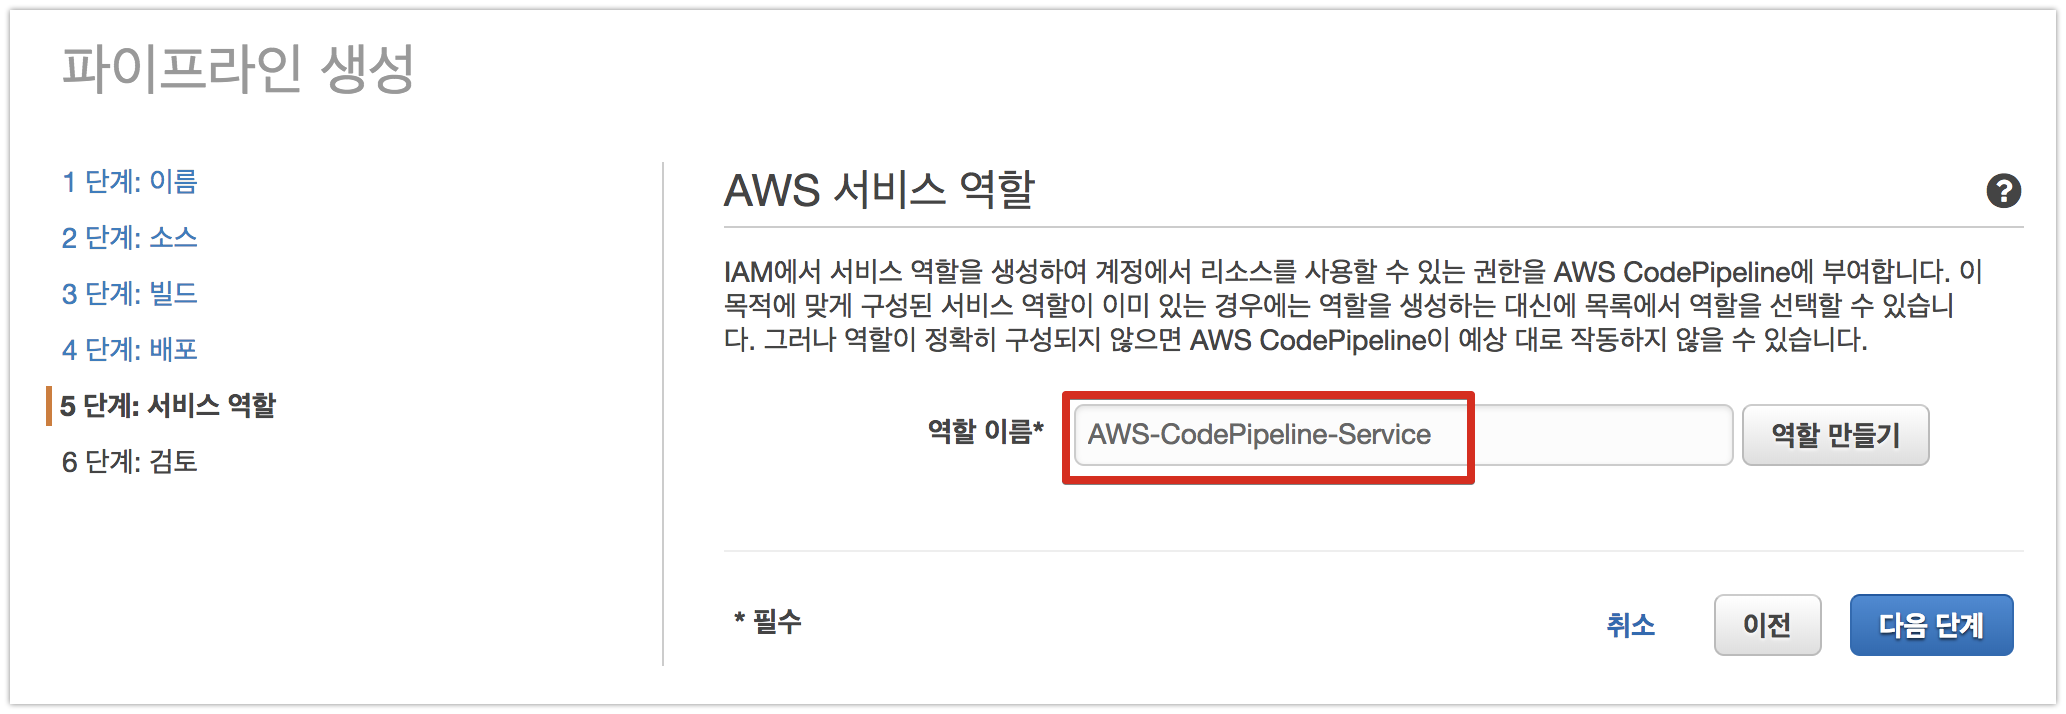 파이프라인 생성
1 단계: 이름
2 단계: 소스
3 단계: 빌드
4 단계: 배포
5 단계: 서비스 역할
6 단계: 검토
AWS 서비스 역할
?
IAM에서 서비스 역할을 생성하여 계정에서 리소스를 사용할 수 있는 권한을 AWS CodePipeline에 부여합니다. 이
목적에 맞게 구성된 서비스 역할이 이미 있는 경우에는 역할을 생성하는 대신에 목록에서 역할을 선택할 수 있습니
다. 그러나 역할이 정확히 구성되지 않으면 AWS CodePipeline이 예상 대로 작동하지 않을 수 있습니다.
역할 이름* AWS-CodePipeline-Service 역할 만들기
* 필수 취소 이전 다음 단계